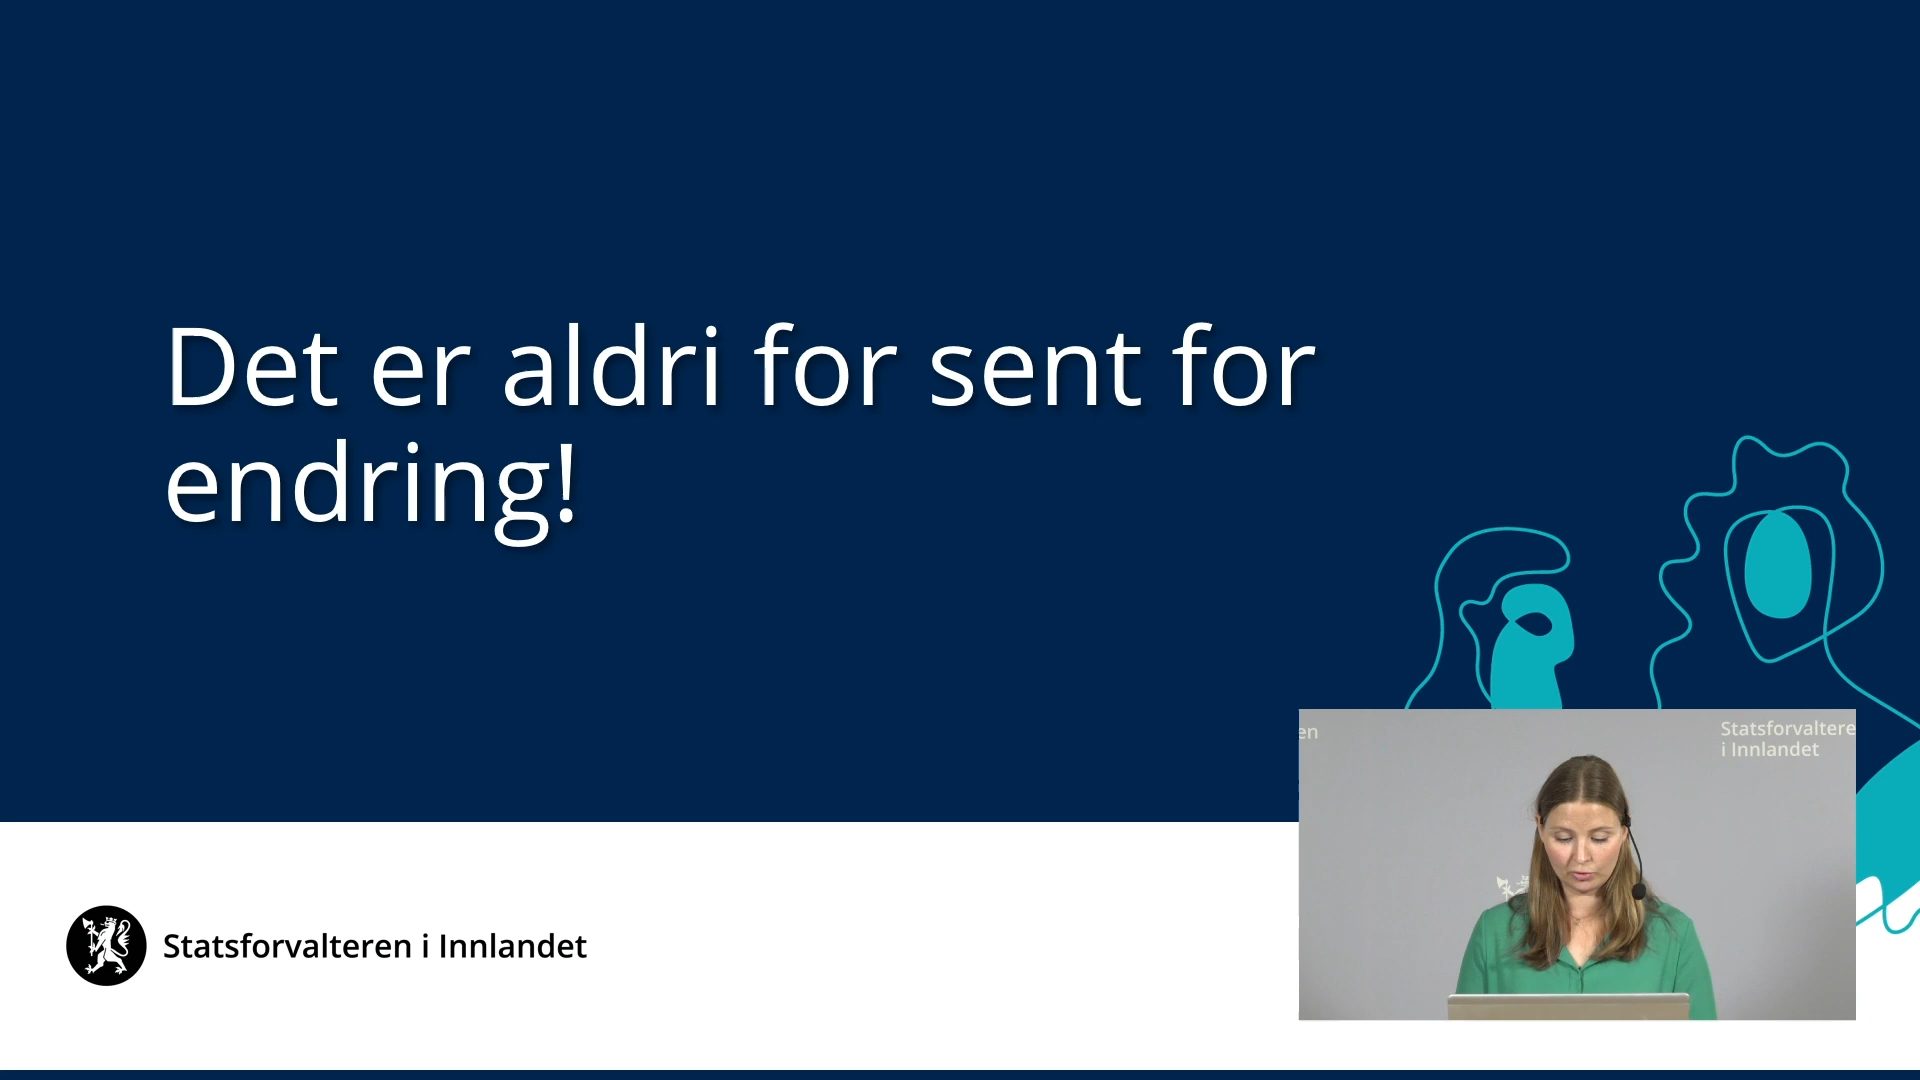 Det er aldri for sent for
endring!
en
Statsforvaltere
i Innlandet
Statsforvalteren i Innlandet